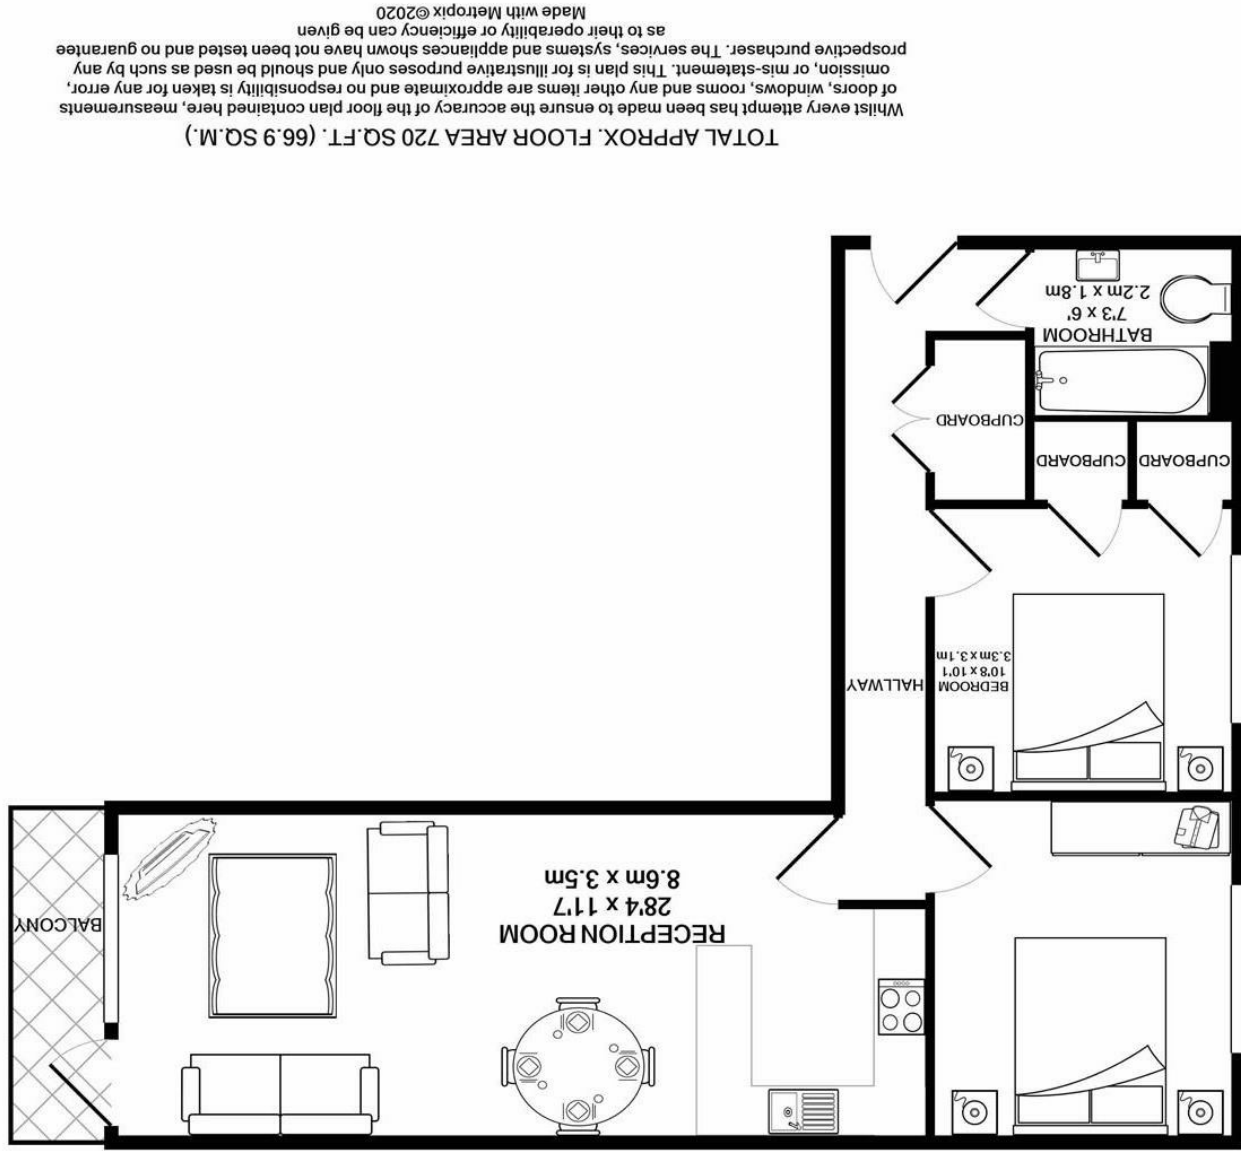 RECEPTION ROOM
28'4 x 11'7
8.6m x 3.5m
BALCONY
BEDROOM
10'8 x 10'1
3.3m x 3.1m
HALLWAY
CUPBOARD
CUPBOARD
CUPBOARD
BATHROOM
7'3 x 6'
2.2m x 1.8m
TOTAL APPROX. FLOOR AREA 720 SQ.FT. (66.9 SQ.M.)
Whilst every attempt has been made to ensure the accuracy of the floor plan contained here, measurements
of doors, windows, rooms and any other items are approximate and no responsibility is taken for any error,
omission, or mis-statement. This plan is for illustrative purposes only and should be used as such by any
prospective purchaser. The services, systems and appliances shown have not been tested and no guarantee
as to their operability or efficiency can be given
Made with Metropix ©2020